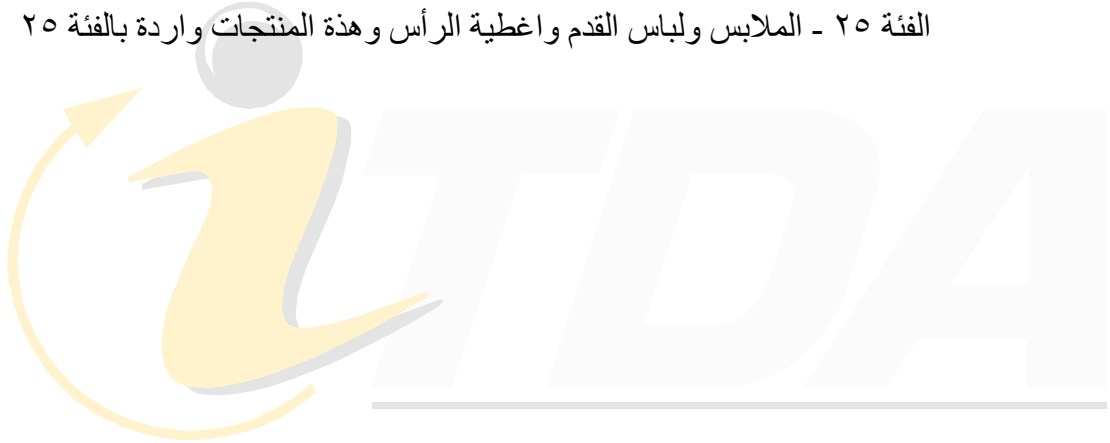 الفئة ٢٥ - الملابس ولباس القدم واغطية الرأس وهذة المنتجات واردة بالفئة ٢٥
iTDA